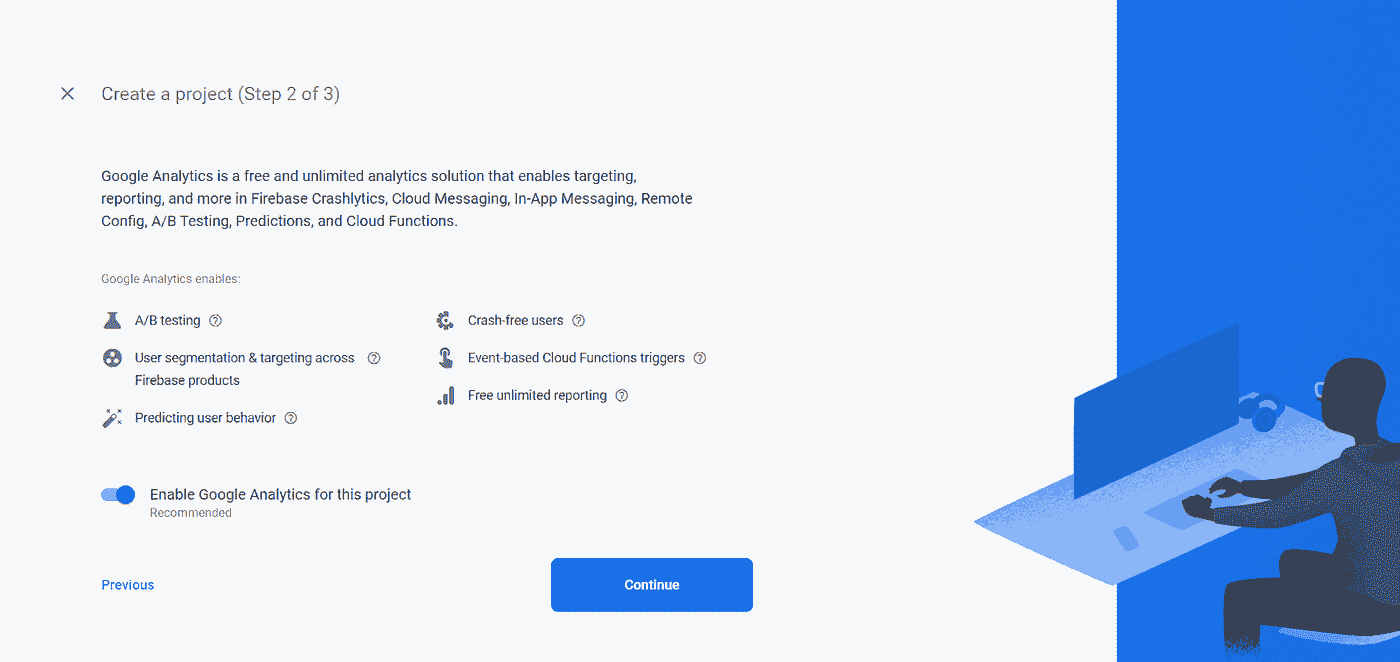 Create a project (Step 2 of 3)
Google Analytics is a free and unlimited analytics solution that enables targeting,
reporting, and more in Firebase Crashlytics, Cloud Messaging, In-App Messaging, Remote
Config, A/B Testing, Predictions, and Cloud Functions.
Google Analytics enables:
A/B testing
User segmentation & targeting across
Firebase products
Predicting user behavior
Crash-free users
Event-based Cloud Functions triggers
Free unlimited reporting
Enable Google Analytics for this project
Recommended
Previous
Continue